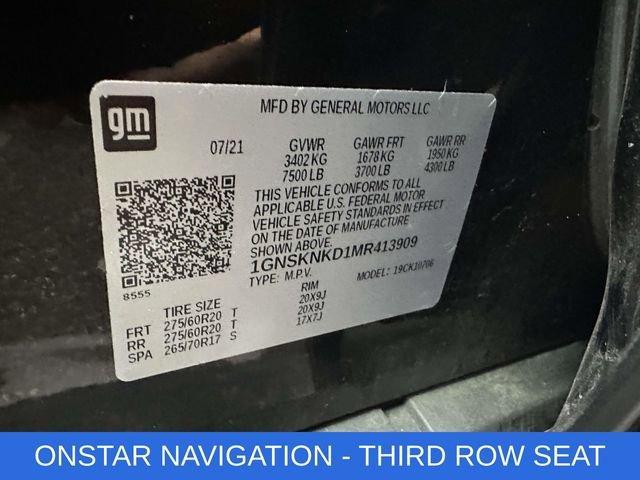 gm
MFD BY GENERAL MOTORS LLC
07/21 GVWR GAWR FRT GAWR RR
3402 KG 1678 KG 1950 KG
7500 LB 3700 LB 4300 LB
THIS VEHICLE CONFORMS TO ALL
APPLICABLE U.S. FEDERAL MOTOR
VEHICLE SAFETY STANDARDS IN EFFECT
ON THE DATE OF MANUFACTURE
SHOWN ABOVE.
1GNSKNKD1MR413909
TYPE: M.P.V. MODEL: 19CK10706
8555
TIRE SIZE RIM
FRT 275/60R20 T 20X9J
RR 275/60R20 T 20X9J
SPA 265/70R17 S 17X7J
ONSTAR NAVIGATION - THIRD ROW SEAT